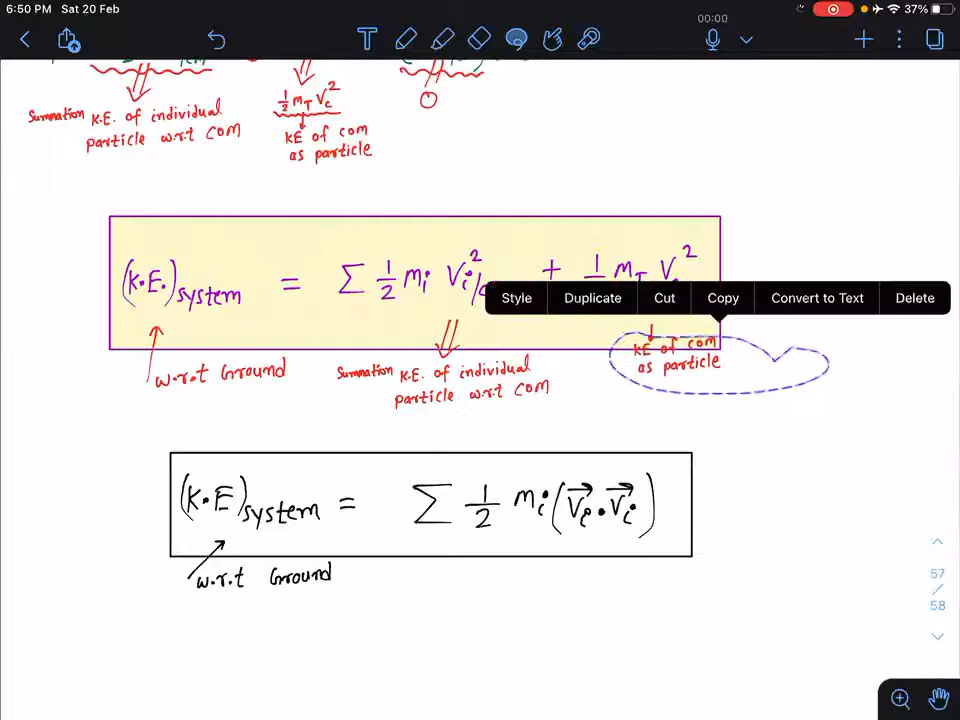 6:50 PM Sat 20 Feb
00:00
37%
T
Summation K.E. of individual
particle w.r.t COM
1/2 m_T V_c^2
KE of com
as particle
0
(K.E.)system = Σ 1/2 m_i V_i/c^2 + 1/2 m_T V_c^2
Style Duplicate Cut Copy Convert to Text Delete
w.r.t Ground
Summation K.E. of individual
particle w.r.t COM
KE of com
as particle
(K.E)system = Σ 1/2 m_i (V_i . V_i)
w.r.t Ground
57
/
58